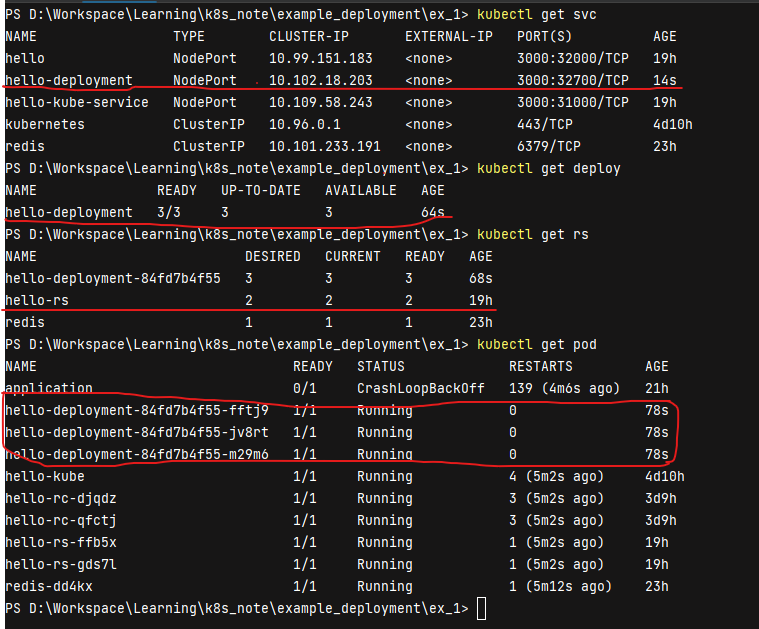 PS D:\Workspace\Learning\k8s_note\example_deployment\ex_1> kubectl get svc
NAME TYPE CLUSTER-IP EXTERNAL-IP PORT(S) AGE
hello NodePort 10.99.151.183 <none> 3000:32000/TCP 19h
hello-deployment NodePort 10.102.18.203 <none> 3000:32700/TCP 14s
hello-kube-service NodePort 10.109.58.243 <none> 3000:31000/TCP 19h
kubernetes ClusterIP 10.96.0.1 <none> 443/TCP 4d10h
redis ClusterIP 10.101.233.191 <none> 6379/TCP 23h
PS D:\Workspace\Learning\k8s_note\example_deployment\ex_1> kubectl get deploy
NAME READY UP-TO-DATE AVAILABLE AGE
hello-deployment 3/3 3 3 64s
PS D:\Workspace\Learning\k8s_note\example_deployment\ex_1> kubectl get rs
NAME DESIRED CURRENT READY AGE
hello-deployment-84fd7b4f55 3 3 3 68s
hello-rs 2 2 2 19h
redis 1 1 1 23h
PS D:\Workspace\Learning\k8s_note\example_deployment\ex_1> kubectl get pod
NAME READY STATUS RESTARTS AGE
application 0/1 CrashLoopBackOff 139 (4m6s ago) 21h
hello-deployment-84fd7b4f55-fftj9 1/1 Running 0 78s
hello-deployment-84fd7b4f55-jv8rt 1/1 Running 0 78s
hello-deployment-84fd7b4f55-m29m6 1/1 Running 0 78s
hello-kube 1/1 Running 4 (5m2s ago) 4d10h
hello-rc-djqdz 1/1 Running 3 (5m2s ago) 3d9h
hello-rc-qfctj 1/1 Running 3 (5m2s ago) 3d9h
hello-rs-ffb5x 1/1 Running 1 (5m2s ago) 19h
hello-rs-gds7l 1/1 Running 1 (5m2s ago) 19h
redis-dd4kx 1/1 Running 1 (5m12s ago) 23h
PS D:\Workspace\Learning\k8s_note\example_deployment\ex_1>